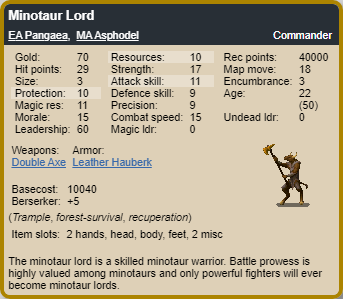 Minotaur Lord
EA Pangaea, MA Asphodel Commander
Gold: 70 Resources: 10 Rec points: 40000
Hit points: 29 Strength: 17 Map move: 18
Size: 3 Attack skill: 11 Encumbrance: 3
Protection: 10 Defence skill: 9 Age: 22
Magic res: 11 Precision: 9 (50)
Morale: 15 Combat speed: 15 Undead ldr: 0
Leadership: 60 Magic ldr: 0
Weapons: Armor:
Double Axe Leather Hauberk
Basecost: 10040
Berserker: +5
(Trample, forest-survival, recuperation)
Item slots: 2 hands, head, body, feet, 2 misc
The minotaur lord is a skilled minotaur warrior. Battle prowess is
highly valued among minotaurs and only powerful fighters will ever
become minotaur lords.